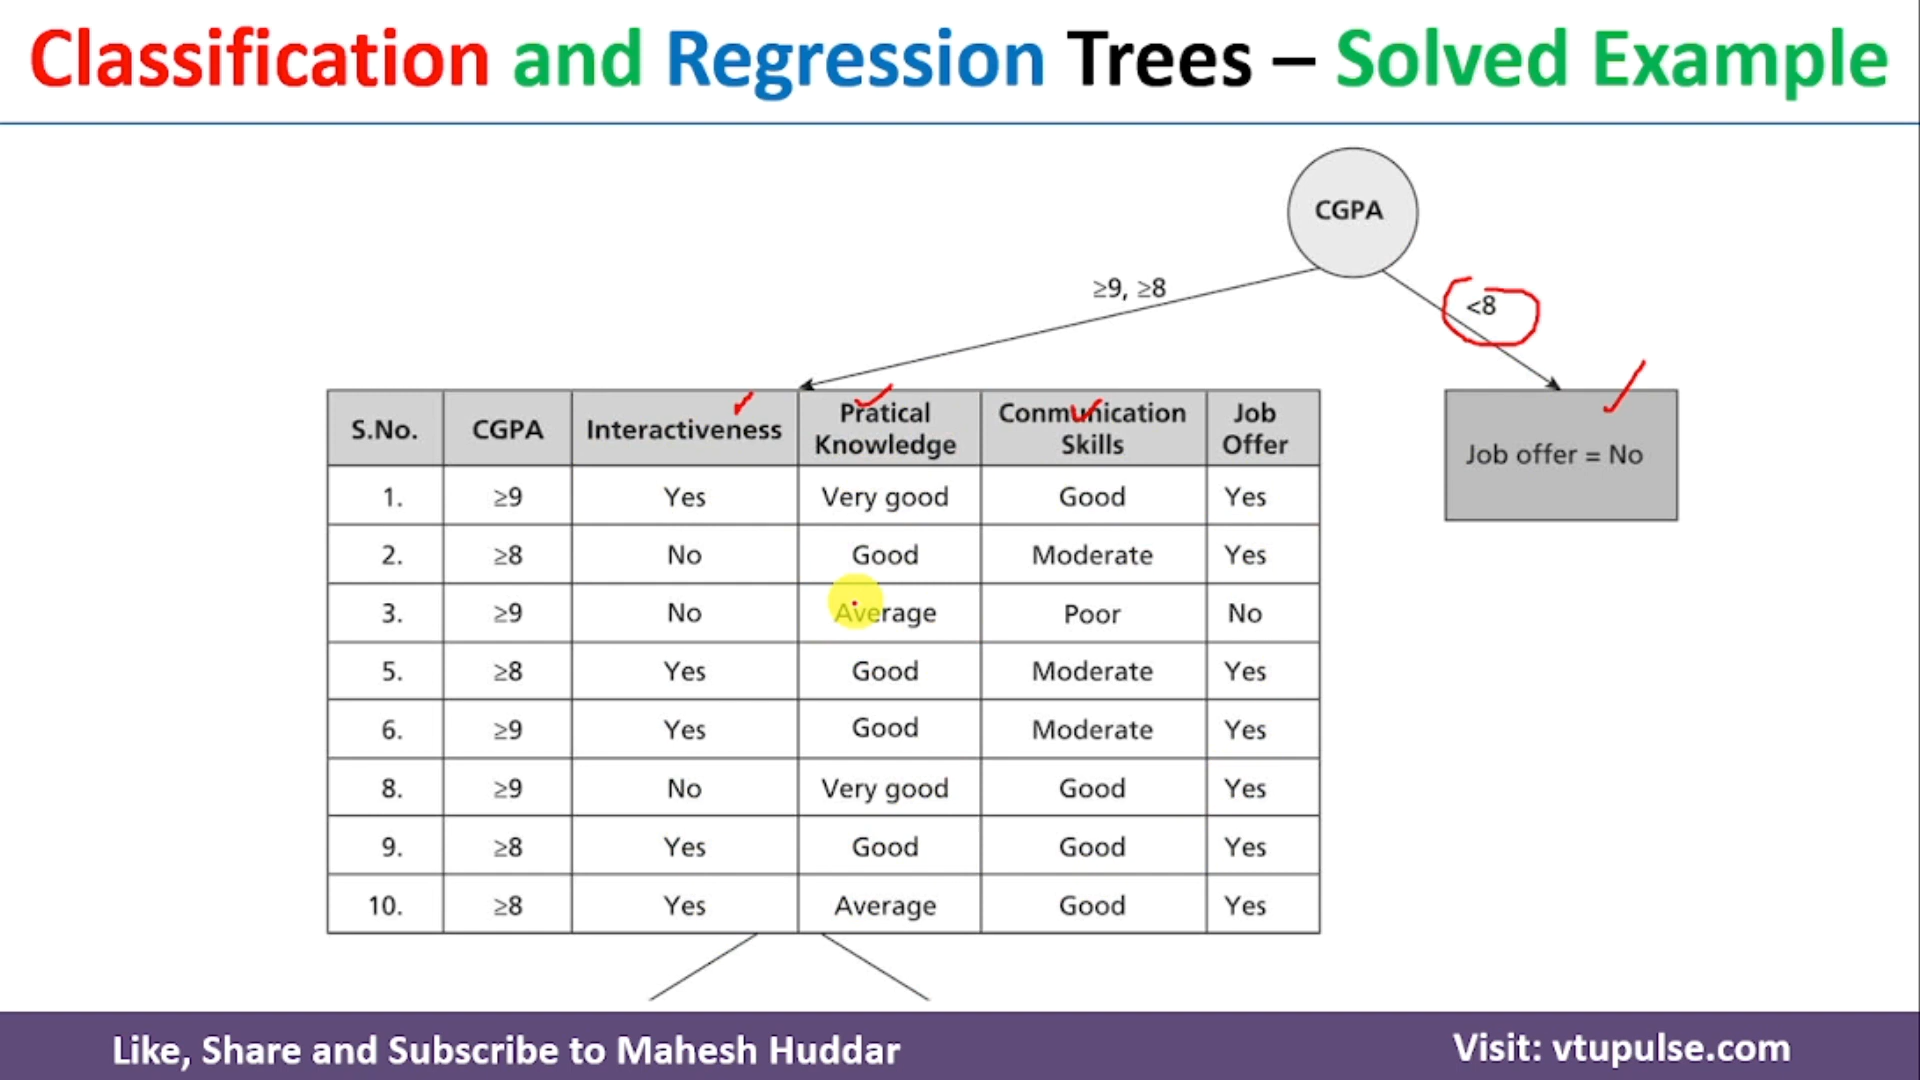 Classification and Regression Trees – Solved Example
CGPA
≥9, ≥8
<8
S.No. CGPA Interactiveness Pratical Knowledge Conmunication Skills Job Offer
1. ≥9 Yes Very good Good Yes
2. ≥8 No Good Moderate Yes
3. ≥9 No Average Poor No
5. ≥8 Yes Good Moderate Yes
6. ≥9 Yes Good Moderate Yes
8. ≥9 No Very good Good Yes
9. ≥8 Yes Good Good Yes
10. ≥8 Yes Average Good Yes
Job offer = No
Like, Share and Subscribe to Mahesh Huddar
Visit: vtupulse.com